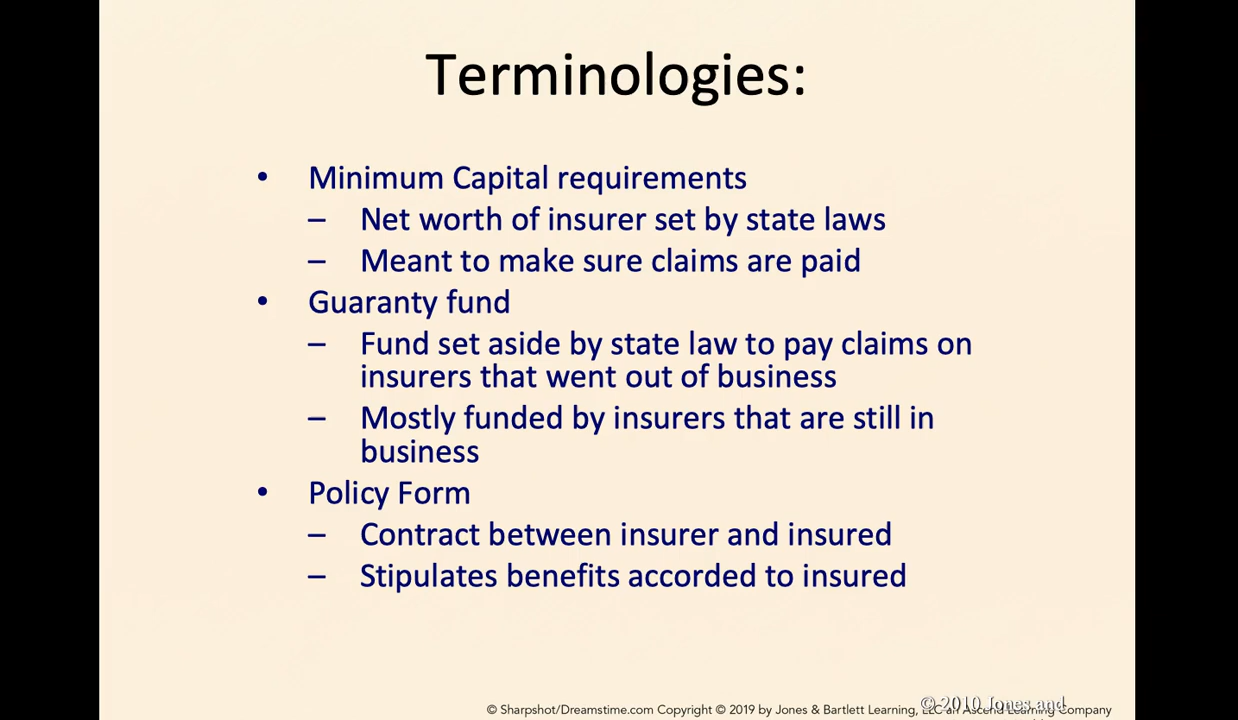 Terminologies:
• Minimum Capital requirements
– Net worth of insurer set by state laws
– Meant to make sure claims are paid
• Guaranty fund
– Fund set aside by state law to pay claims on
insurers that went out of business
– Mostly funded by insurers that are still in
business
• Policy Form
– Contract between insurer and insured
– Stipulates benefits accorded to insured
© Sharpshot/Dreamstime.com Copyright © 2019 by Jones & Bartlett Learning, LLC an Ascend Learning Company
© 2010 Jones and